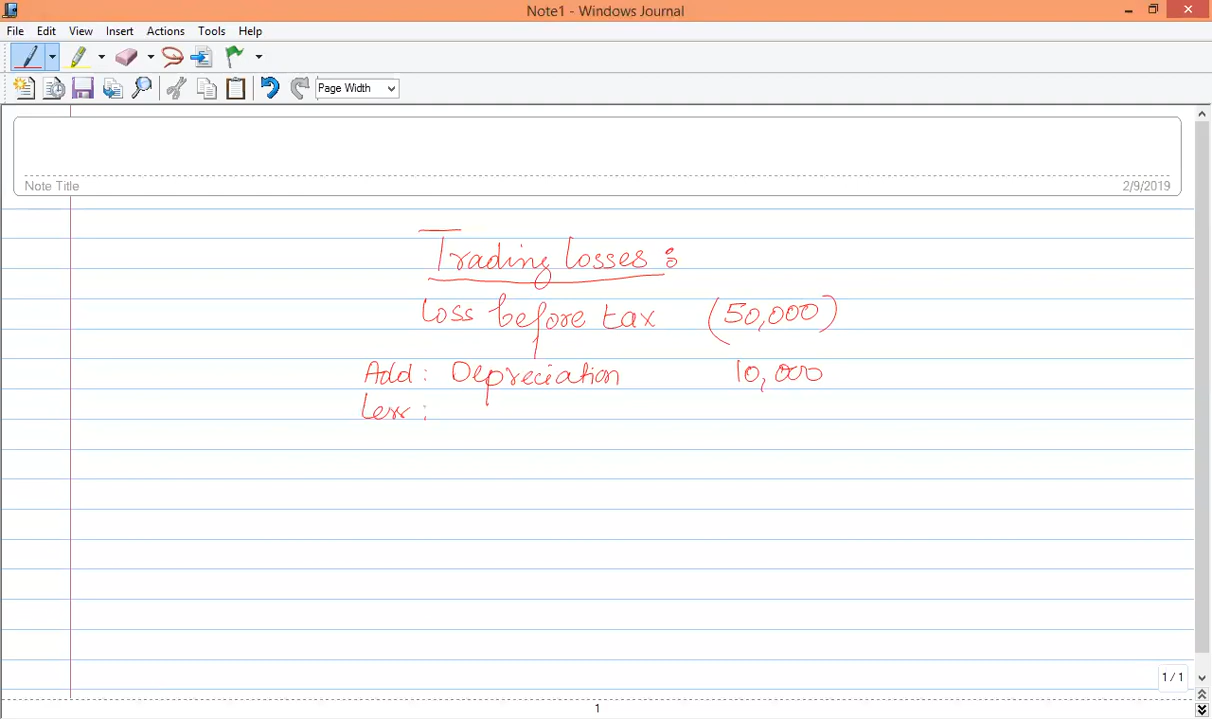 Note1 - Windows Journal
File Edit View Insert Actions Tools Help
Page Width
Note Title 2/9/2019
Trading losses :
Loss before tax (50,000)
Add : Depreciation 10,000
Less :
1 / 1
1